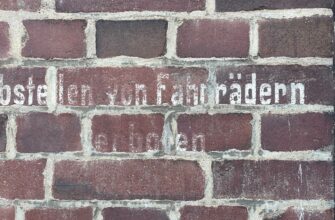 bstellen von Fahrrädern
erboten